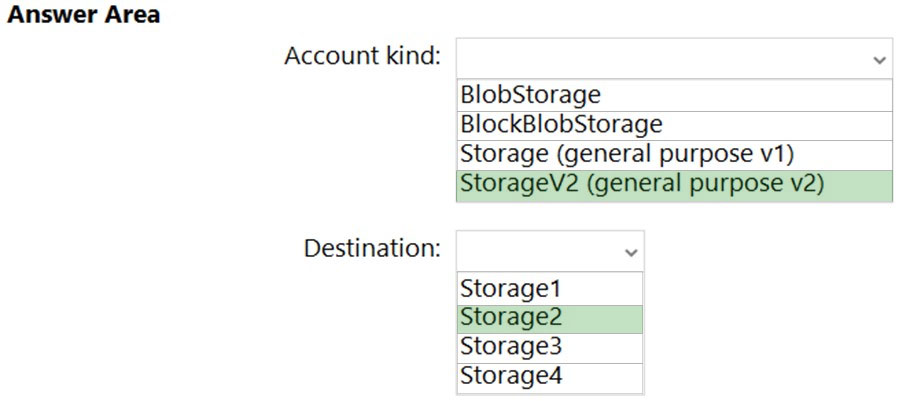 Answer Area
Account kind:
BlobStorage
BlockBlobStorage
Storage (general purpose v1)
StorageV2 (general purpose v2)
Destination:
Storage1
Storage2
Storage3
Storage4